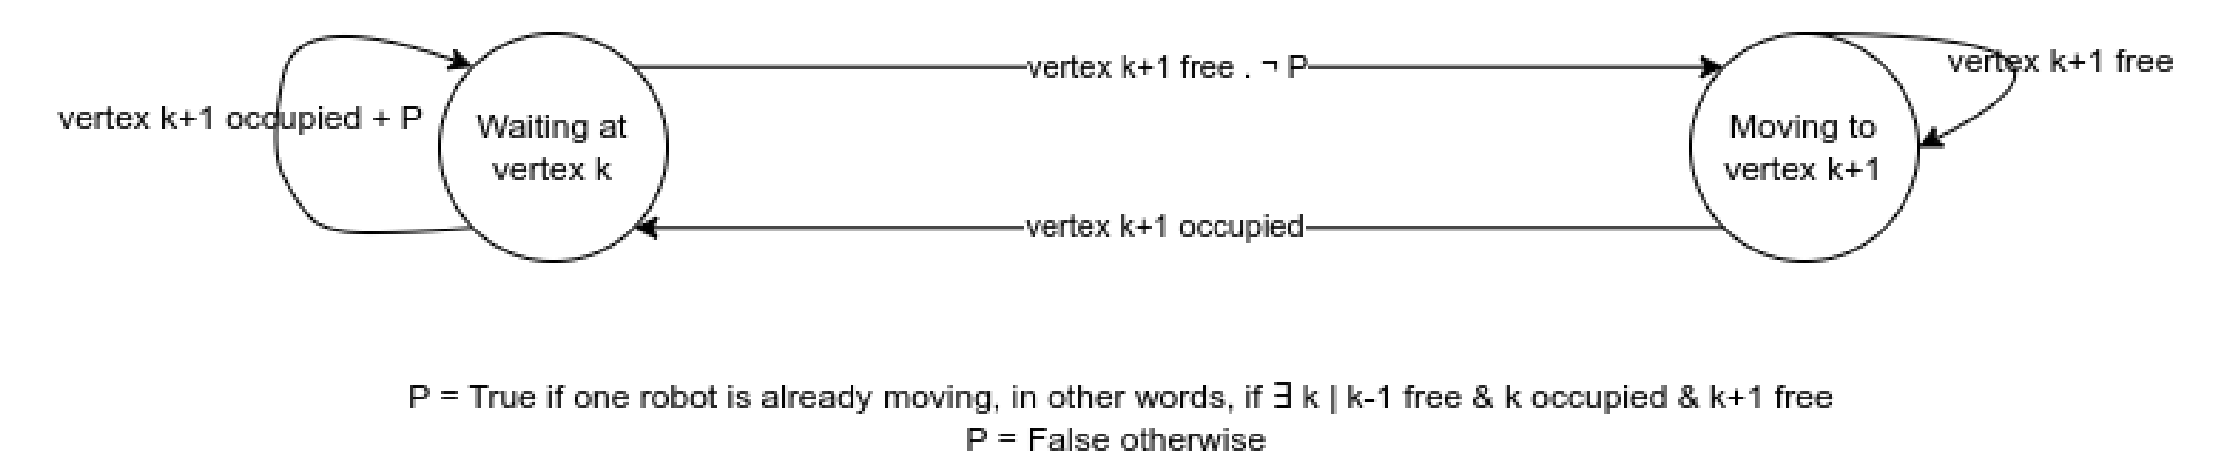 vertex k+1 free . ¬ P
vertex k+1 free
vertex k+1 occupied + P
Waiting at
vertex k
Moving to
vertex k+1
vertex k+1 occupied
P = True if one robot is already moving, in other words, if ∃ k | k-1 free & k occupied & k+1 free
P = False otherwise